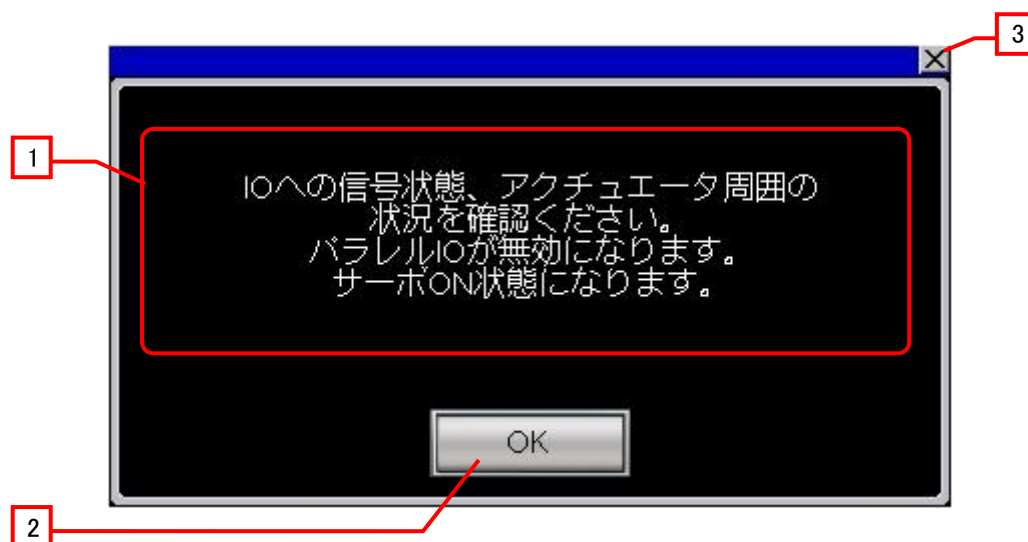 3
1
IOへの信号状態、アクチュエータ周囲の
状況を確認ください。
パラレルIOが無効になります。
サーボON状態になります。
OK
2